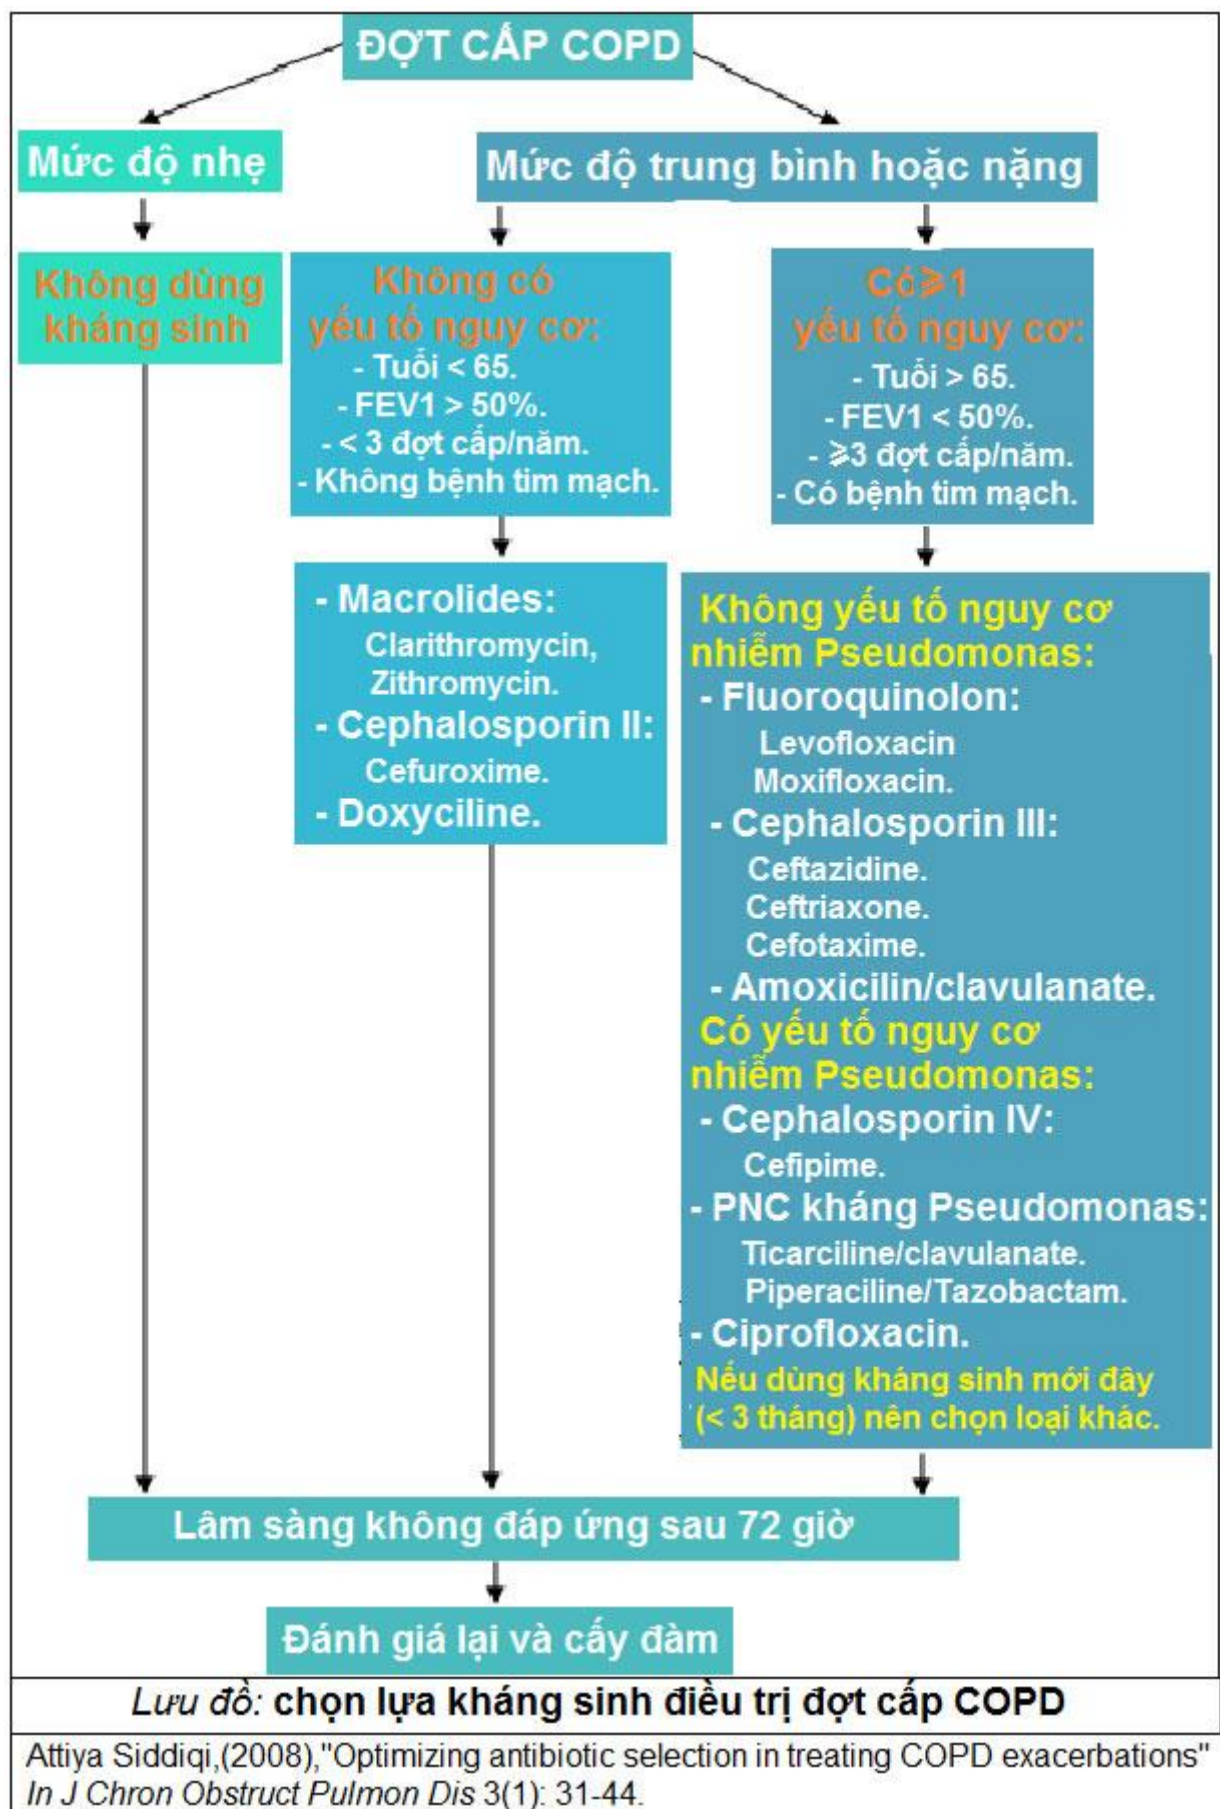 ĐỢT CẤP COPD
Mức độ nhẹ
Mức độ trung bình hoặc nặng
Không dùng
kháng sinh
Không có
yếu tố nguy cơ:
- Tuổi < 65.
- FEV1 > 50%.
- < 3 đợt cấp/năm.
- Không bệnh tim mạch.
Có⩾1
yếu tố nguy cơ:
- Tuổi > 65.
- FEV1 < 50%.
- ⩾3 đợt cấp/năm.
- Có bệnh tim mạch.
- Macrolides:
Clarithromycin,
Zithromycin.
- Cephalosporin II:
Cefuroxime.
- Doxyciline.
Không yếu tố nguy cơ
nhiễm Pseudomonas:
- Fluoroquinolon:
Levofloxacin
Moxifloxacin.
- Cephalosporin III:
Ceftazidine.
Ceftriaxone.
Cefotaxime.
- Amoxicilin/clavulanate.
Có yếu tố nguy cơ
nhiễm Pseudomonas:
- Cephalosporin IV:
Cefipime.
- PNC kháng Pseudomonas:
Ticarciline/clavulanate.
Piperaciline/Tazobactam.
- Ciprofloxacin.
Nếu dùng kháng sinh mới đây
(< 3 tháng) nên chọn loại khác.
Lâm sàng không đáp ứng sau 72 giờ
Đánh giá lại và cấy đàm
Lưu đồ: chọn lựa kháng sinh điều trị đợt cấp COPD
Attiya Siddiqi,(2008),"Optimizing antibiotic selection in treating COPD exacerbations"
In J Chron Obstruct Pulmon Dis 3(1): 31-44.